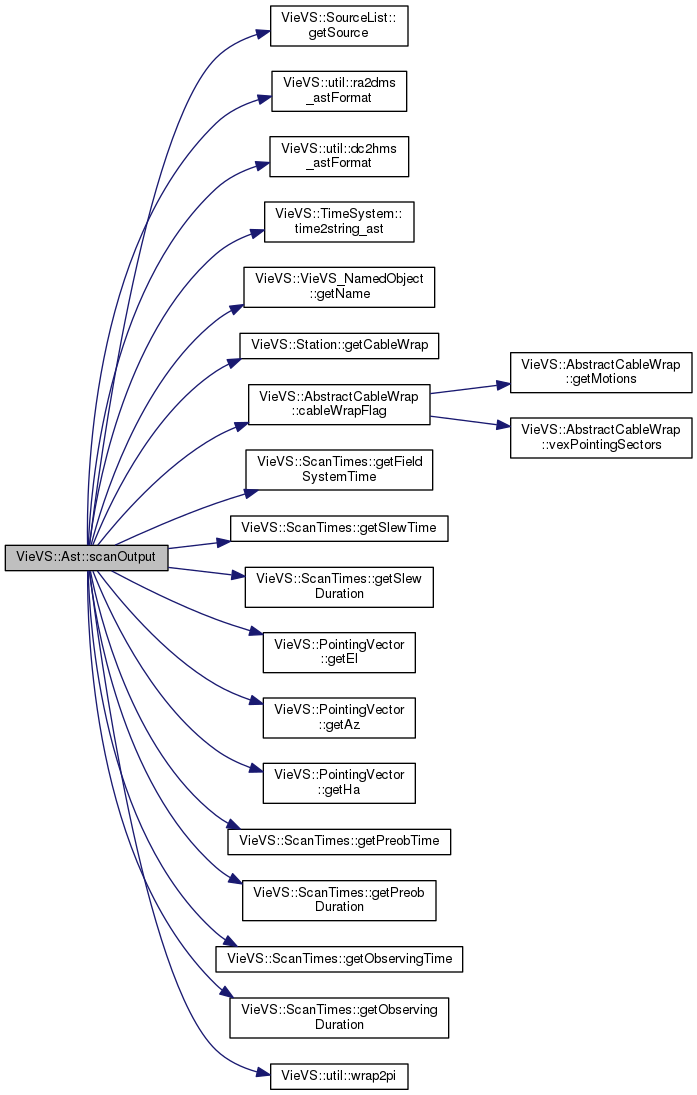 VieVS::SourceList::
getSource
VieVS::util::ra2dms
_astFormat
VieVS::util::dc2hms
_astFormat
VieVS::TimeSystem::
time2string_ast
VieVS::VieVS_NamedObject
::getName
VieVS::Station::getCableWrap
VieVS::AbstractCableWrap
::cableWrapFlag
VieVS::AbstractCableWrap
::getMotions
VieVS::AbstractCableWrap
::vexPointingSectors
VieVS::ScanTimes::getField
SystemTime
VieVS::ScanTimes::getSlewTime
VieVS::Ast::scanOutput
VieVS::ScanTimes::getSlew
Duration
VieVS::PointingVector
::getEl
VieVS::PointingVector
::getAz
VieVS::PointingVector
::getHa
VieVS::ScanTimes::getPreobTime
VieVS::ScanTimes::getPreob
Duration
VieVS::ScanTimes::getObservingTime
VieVS::ScanTimes::getObserving
Duration
VieVS::util::wrap2pi